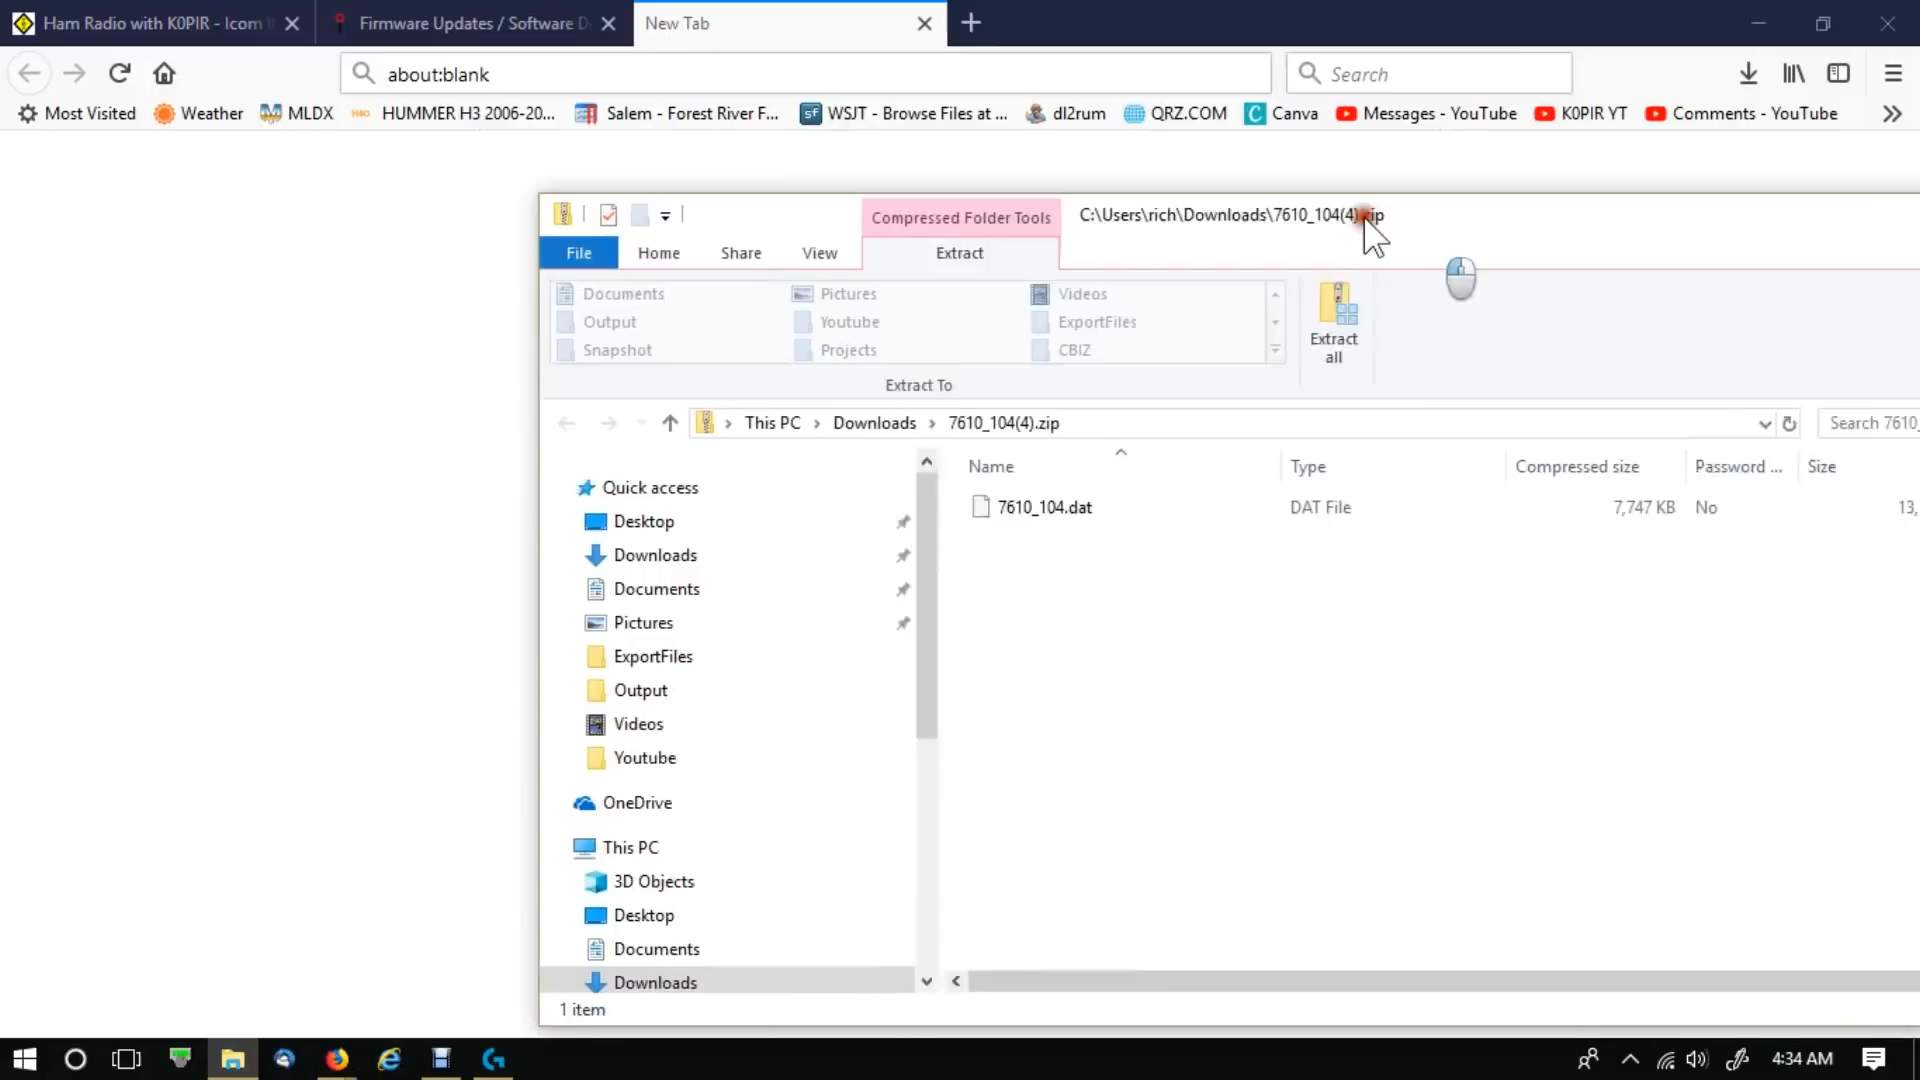 Ham Radio with K0PIR - Icom
Firmware Updates / Software D
New Tab
about:blank
Search
Most Visited
Weather
MLDX
HUMMER H3 2006-20...
Salem - Forest River F...
WSJT - Browse Files at ...
dl2rum
QRZ.COM
Canva
Messages - YouTube
K0PIR YT
Comments - YouTube
Compressed Folder Tools
C:\Users\rich\Downloads\7610_104(4).zip
File
Home
Share
View
Extract
Documents
Pictures
Videos
Output
Youtube
ExportFiles
Snapshot
Projects
CBIZ
Extract all
Extract To
This PC > Downloads > 7610_104(4).zip
Search 7610_
Name
Type
Compressed size
Password ...
Size
7610_104.dat
DAT File
7,747 KB
No
13,
Quick access
Desktop
Downloads
Documents
Pictures
ExportFiles
Output
Videos
Youtube
OneDrive
This PC
3D Objects
Desktop
Documents
Downloads
1 item
4:34 AM